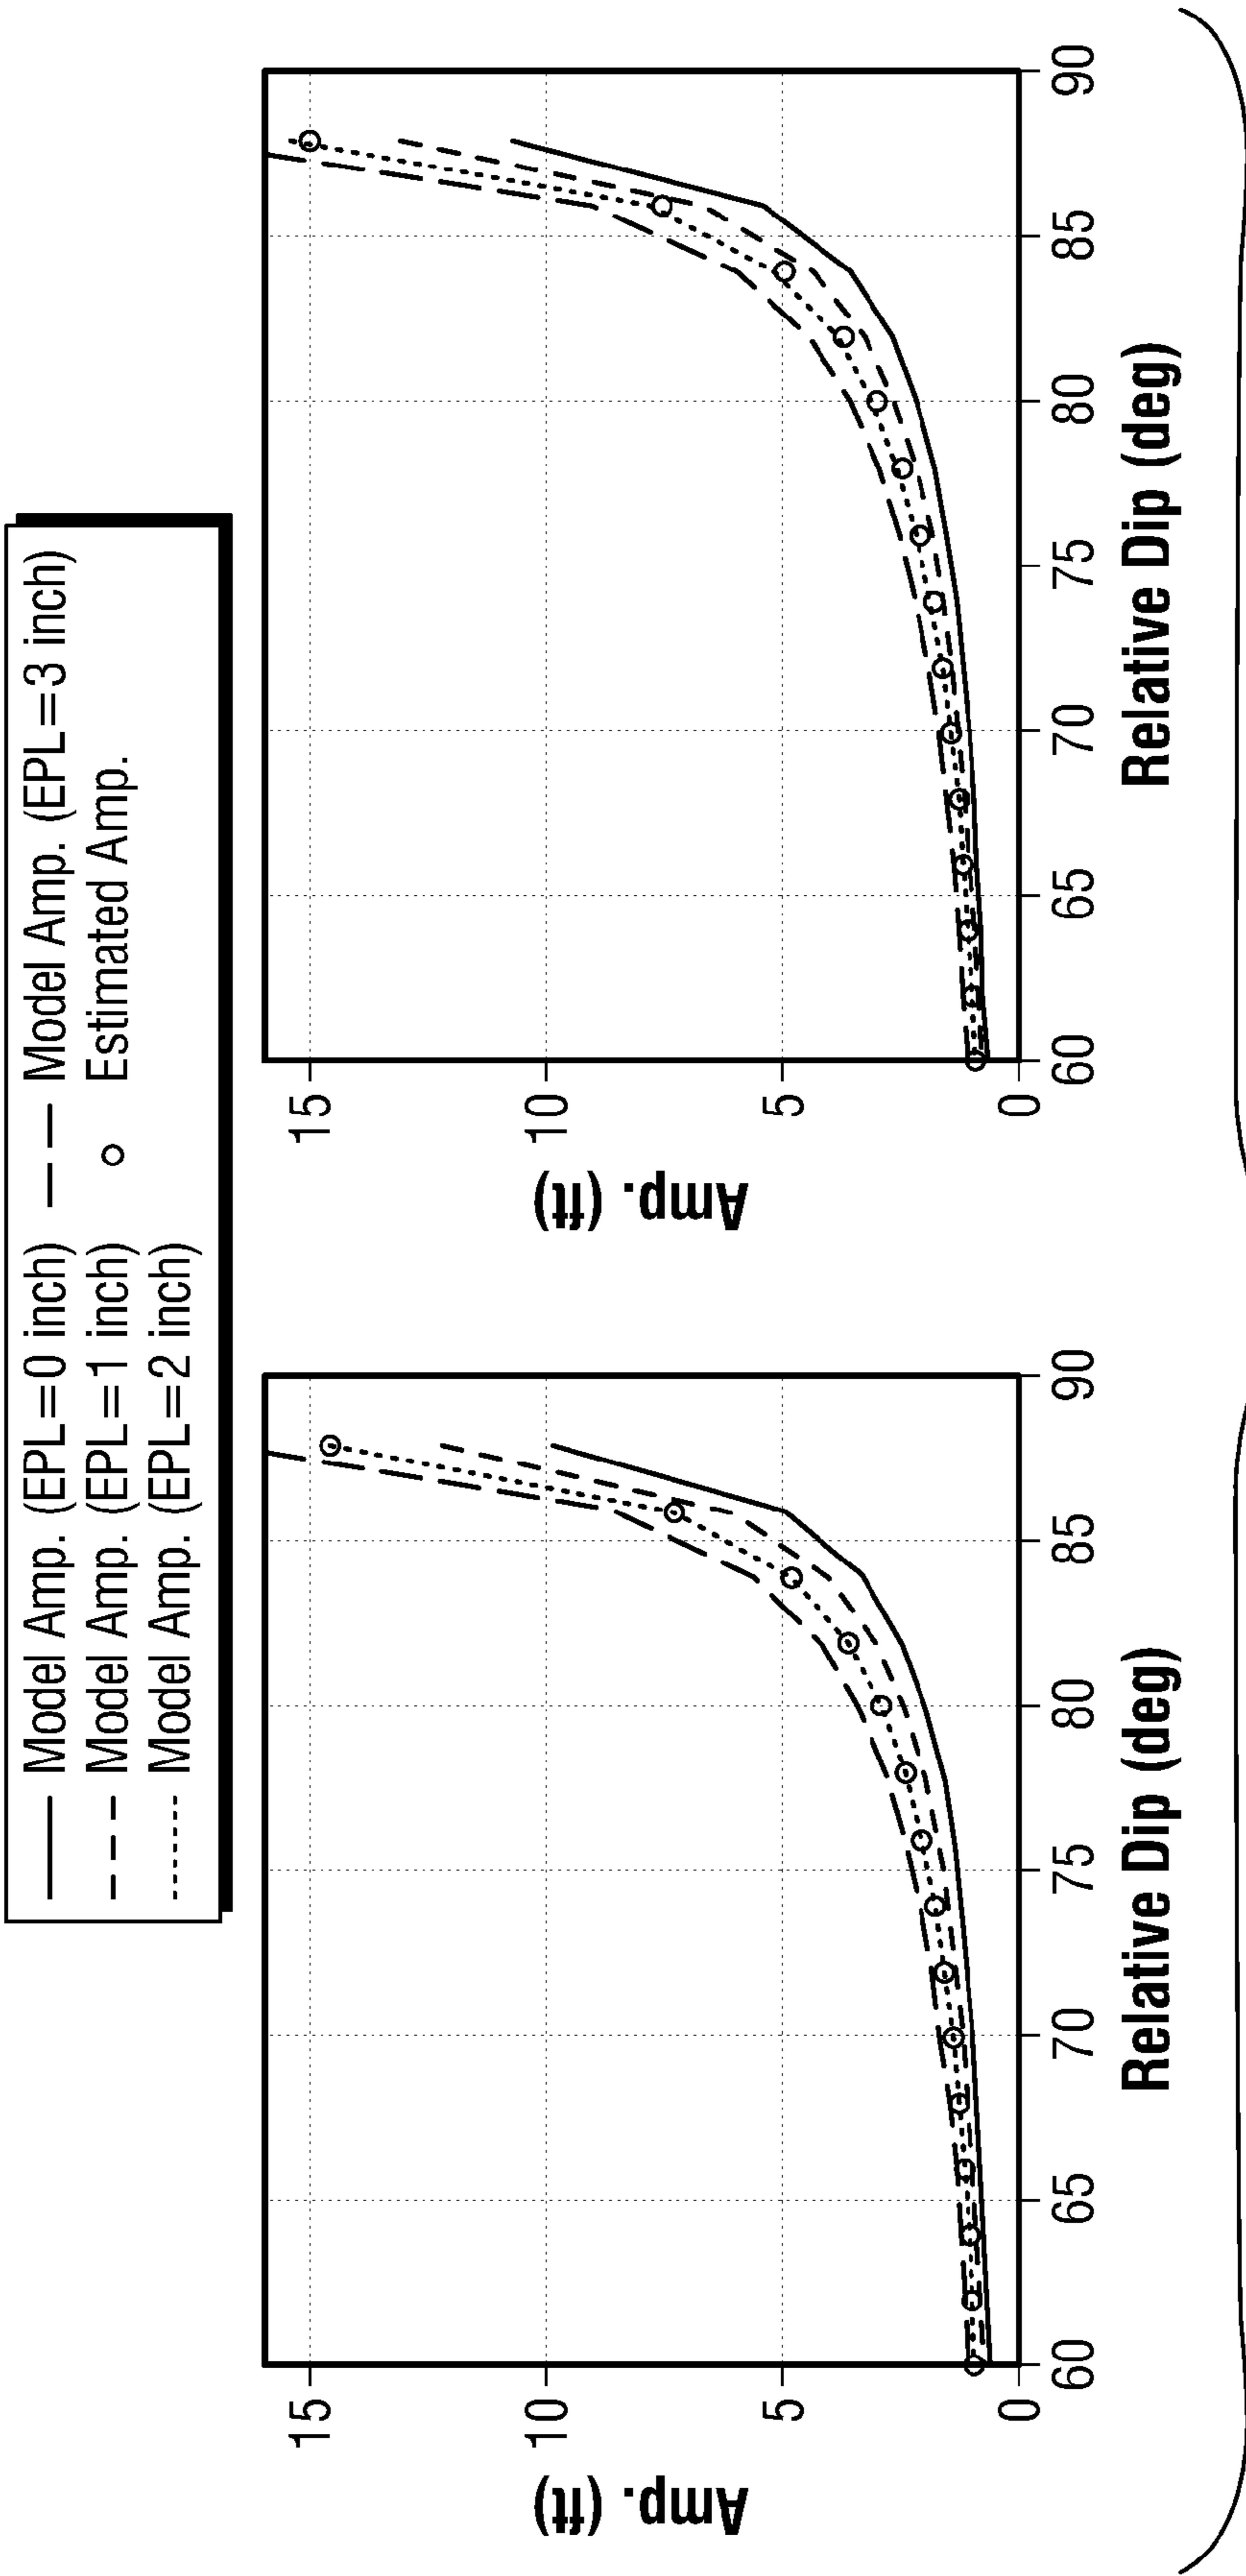 Model Amp. (EPL=0 inch)
Model Amp. (EPL=3 inch)
Model Amp. (EPL=1 inch)
Estimated Amp.
Model Amp. (EPL=2 inch)
Amp. (ft)
15
10
5
0
60
65
70
75
80
85
90
Relative Dip (deg)
Amp. (ft)
15
10
5
0
60
65
70
75
80
85
90
Relative Dip (deg)